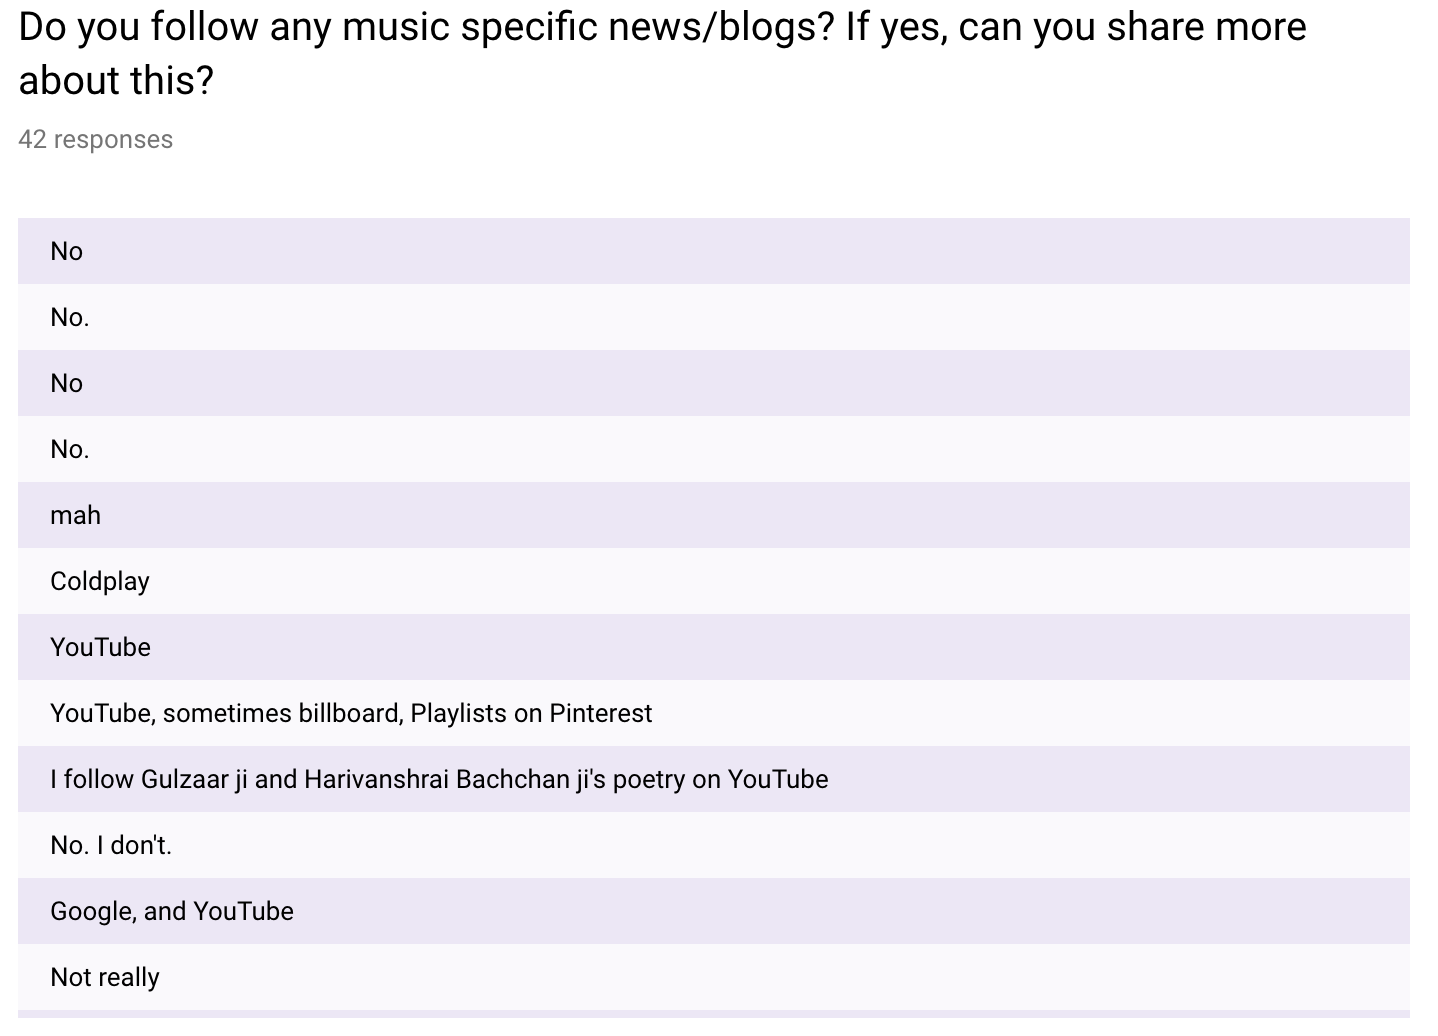 Do you follow any music specific news/blogs? If yes, can you share more
about this?
42 responses
No
No.
No
No.
mah
Coldplay
YouTube
YouTube, sometimes billboard, Playlists on Pinterest
I follow Gulzaar ji and Harivanshrai Bachchan ji's poetry on YouTube
No. I don't.
Google, and YouTube
Not really